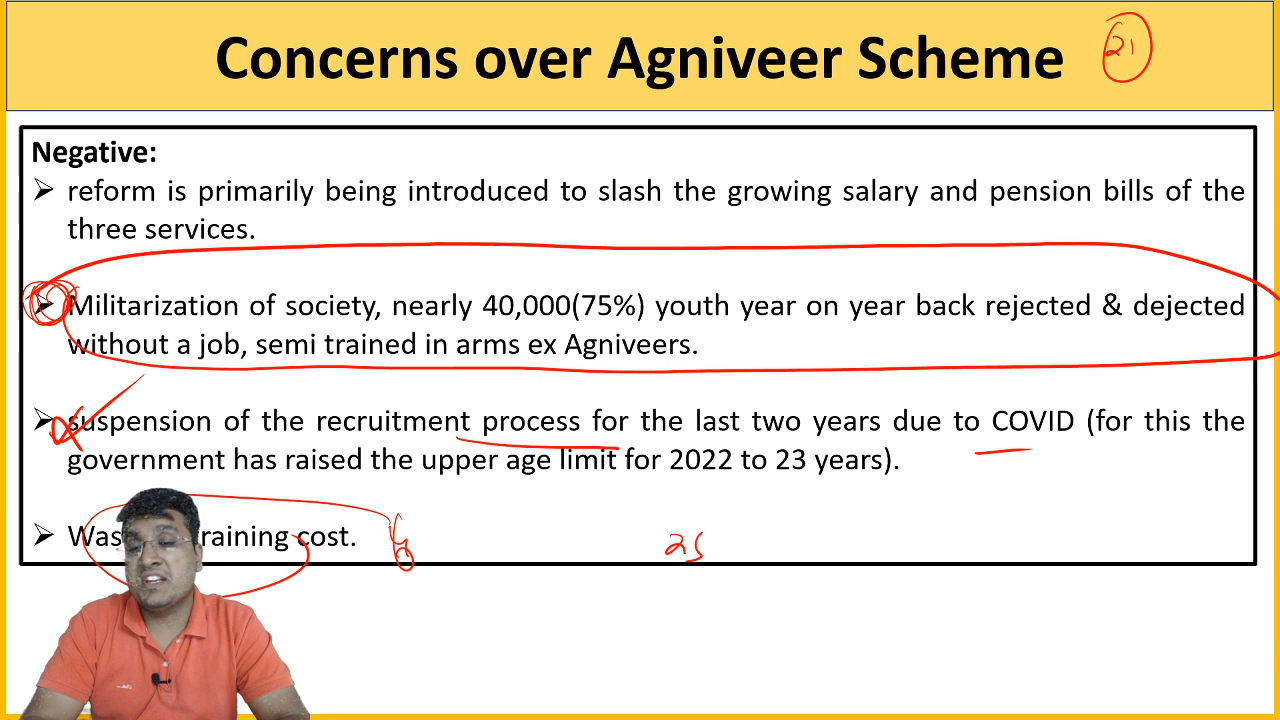 Concerns over Agniveer Scheme
21
Negative:
➢ reform is primarily being introduced to slash the growing salary and pension bills of the
three services.
➢ Militarization of society, nearly 40,000(75%) youth year on year back rejected & dejected
without a job, semi trained in arms ex Agniveers.
➢ suspension of the recruitment process for the last two years due to COVID (for this the
government has raised the upper age limit for 2022 to 23 years).
➢ training cost.